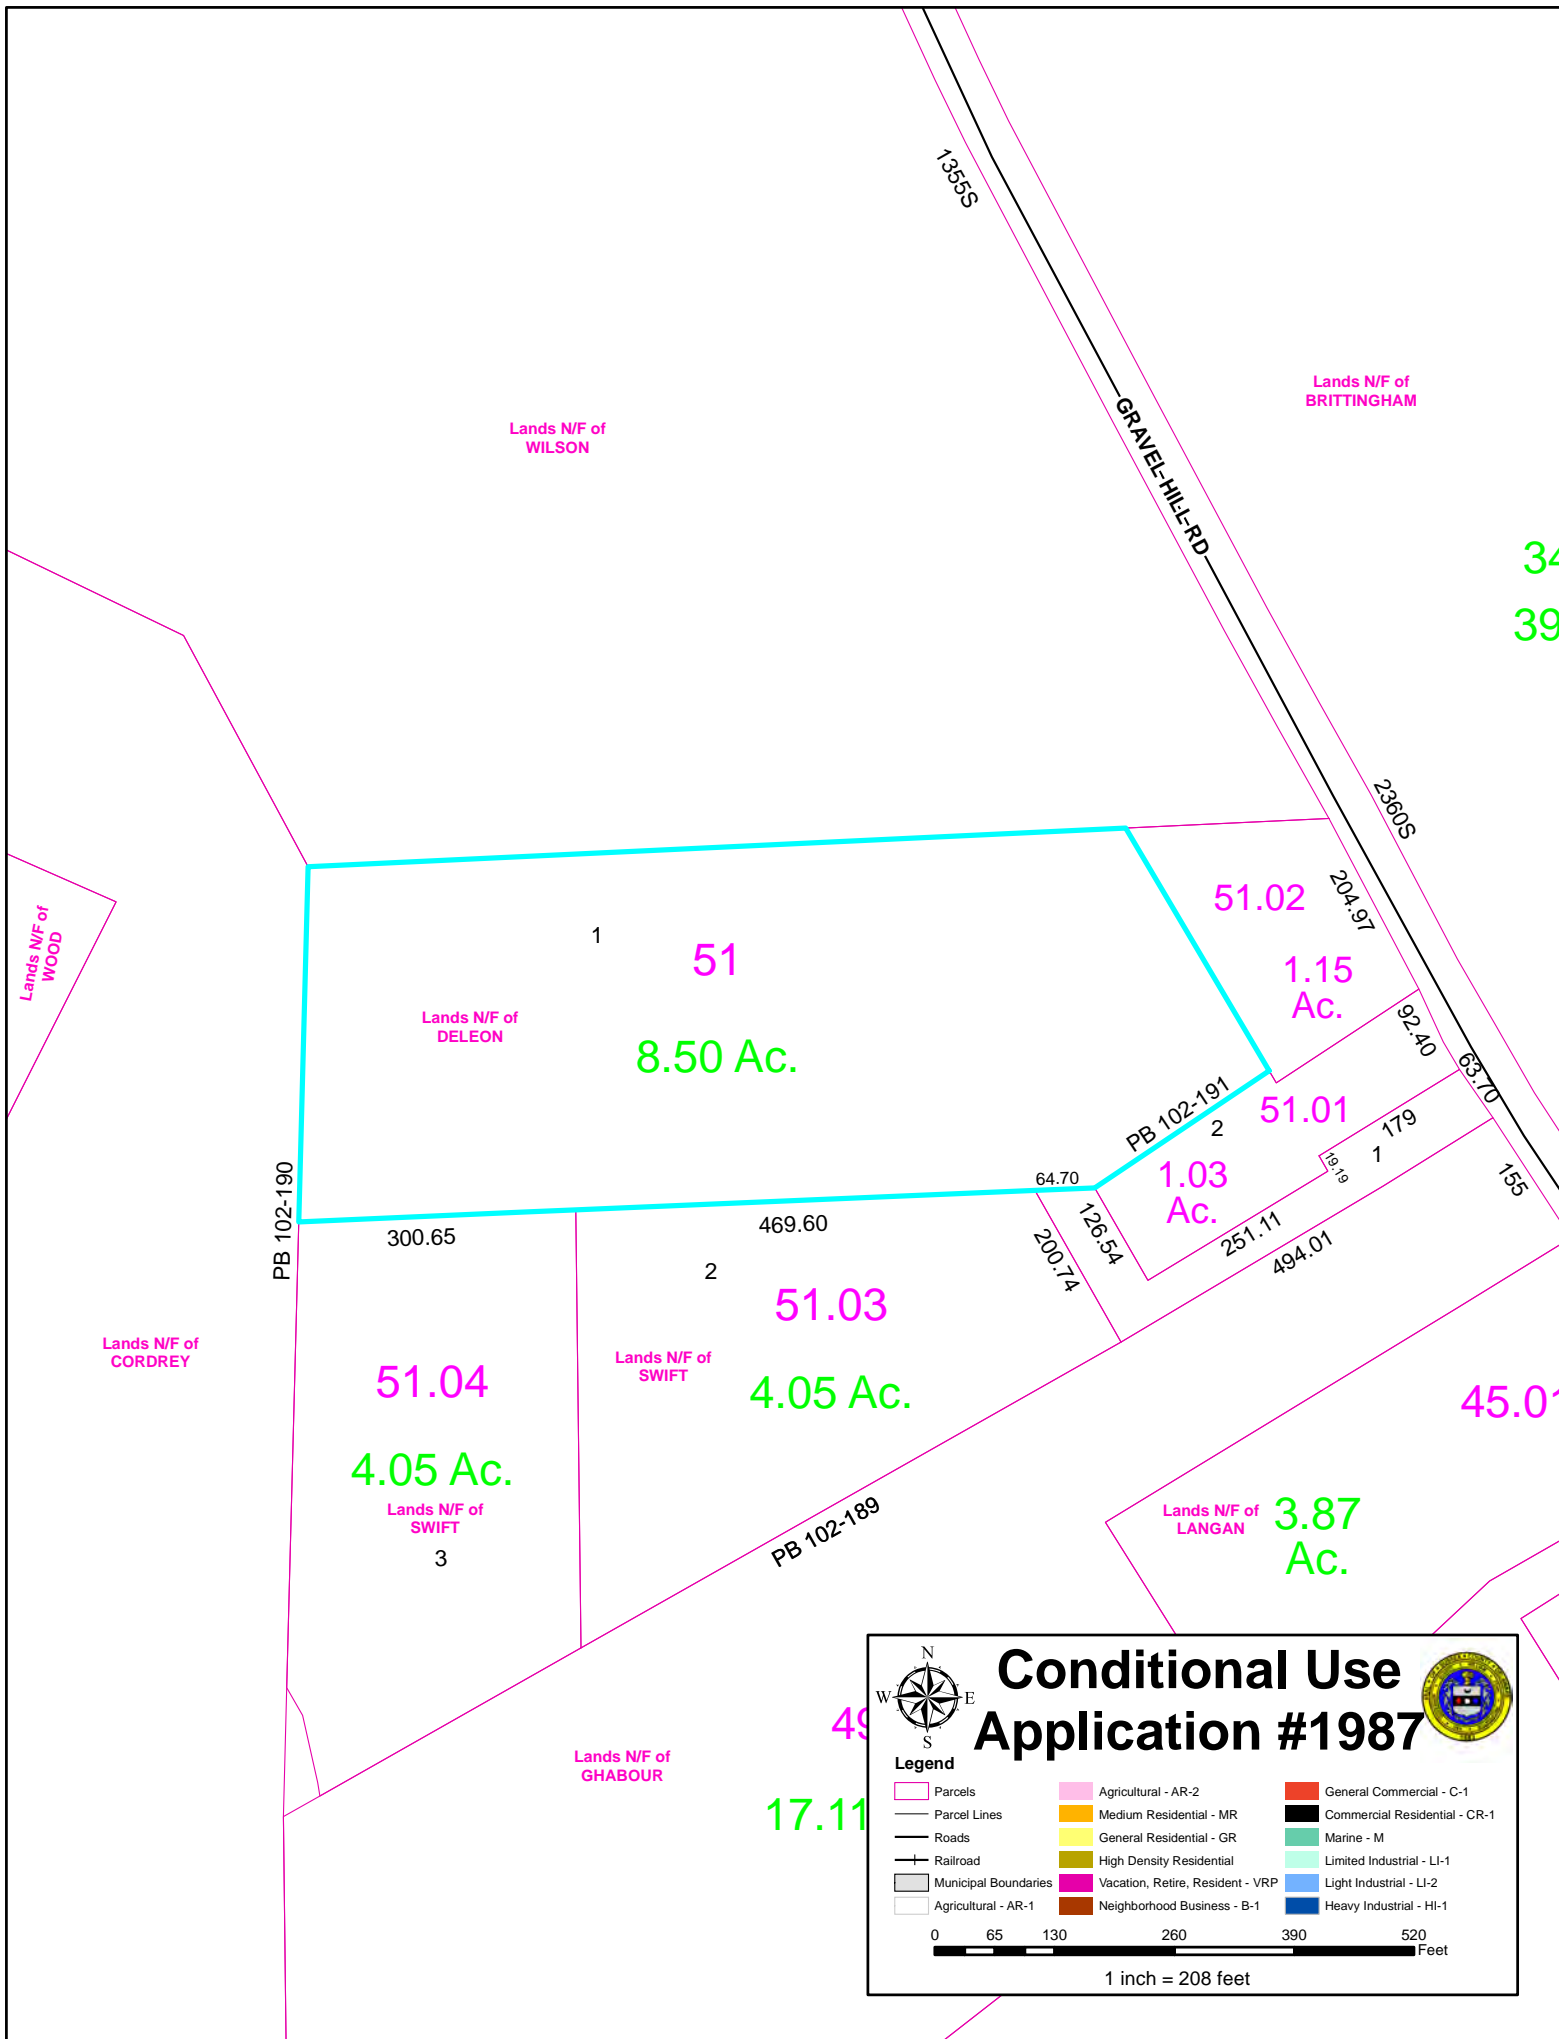 1355S
GRAVEL HILL RD
Lands N/F of
BRITTINGHAM
Lands N/F of
WILSON
34
39
2360S
204.97
51.02
1.15
Ac.
92.40
63.70
Lands N/F of
WOOD
1
51
Lands N/F of
DELEON
8.50 Ac.
PB 102-191
51.01
2
179
1
19.19
155
1.03
Ac.
64.70
126.54
200.74
251.11
494.01
PB 102-190
300.65
469.60
2
51.03
Lands N/F of
SWIFT
4.05 Ac.
Lands N/F of
CORDREY
51.04
4.05 Ac.
Lands N/F of
SWIFT
3
45.01
PB 102-189
Lands N/F of
LANGAN
3.87
Ac.
49
Lands N/F of
GHABOUR
17.11
N
W
E
S
Conditional Use
Application #1987
Legend
Parcels
Parcel Lines
Roads
Railroad
Municipal Boundaries
Agricultural - AR-1
Agricultural - AR-2
Medium Residential - MR
General Residential - GR
High Density Residential
Vacation, Retire, Resident - VRP
Neighborhood Business - B-1
General Commercial - C-1
Commercial Residential - CR-1
Marine - M
Limited Industrial - LI-1
Light Industrial - LI-2
Heavy Industrial - HI-1
0 65 130 260 390 520
Feet
1 inch = 208 feet